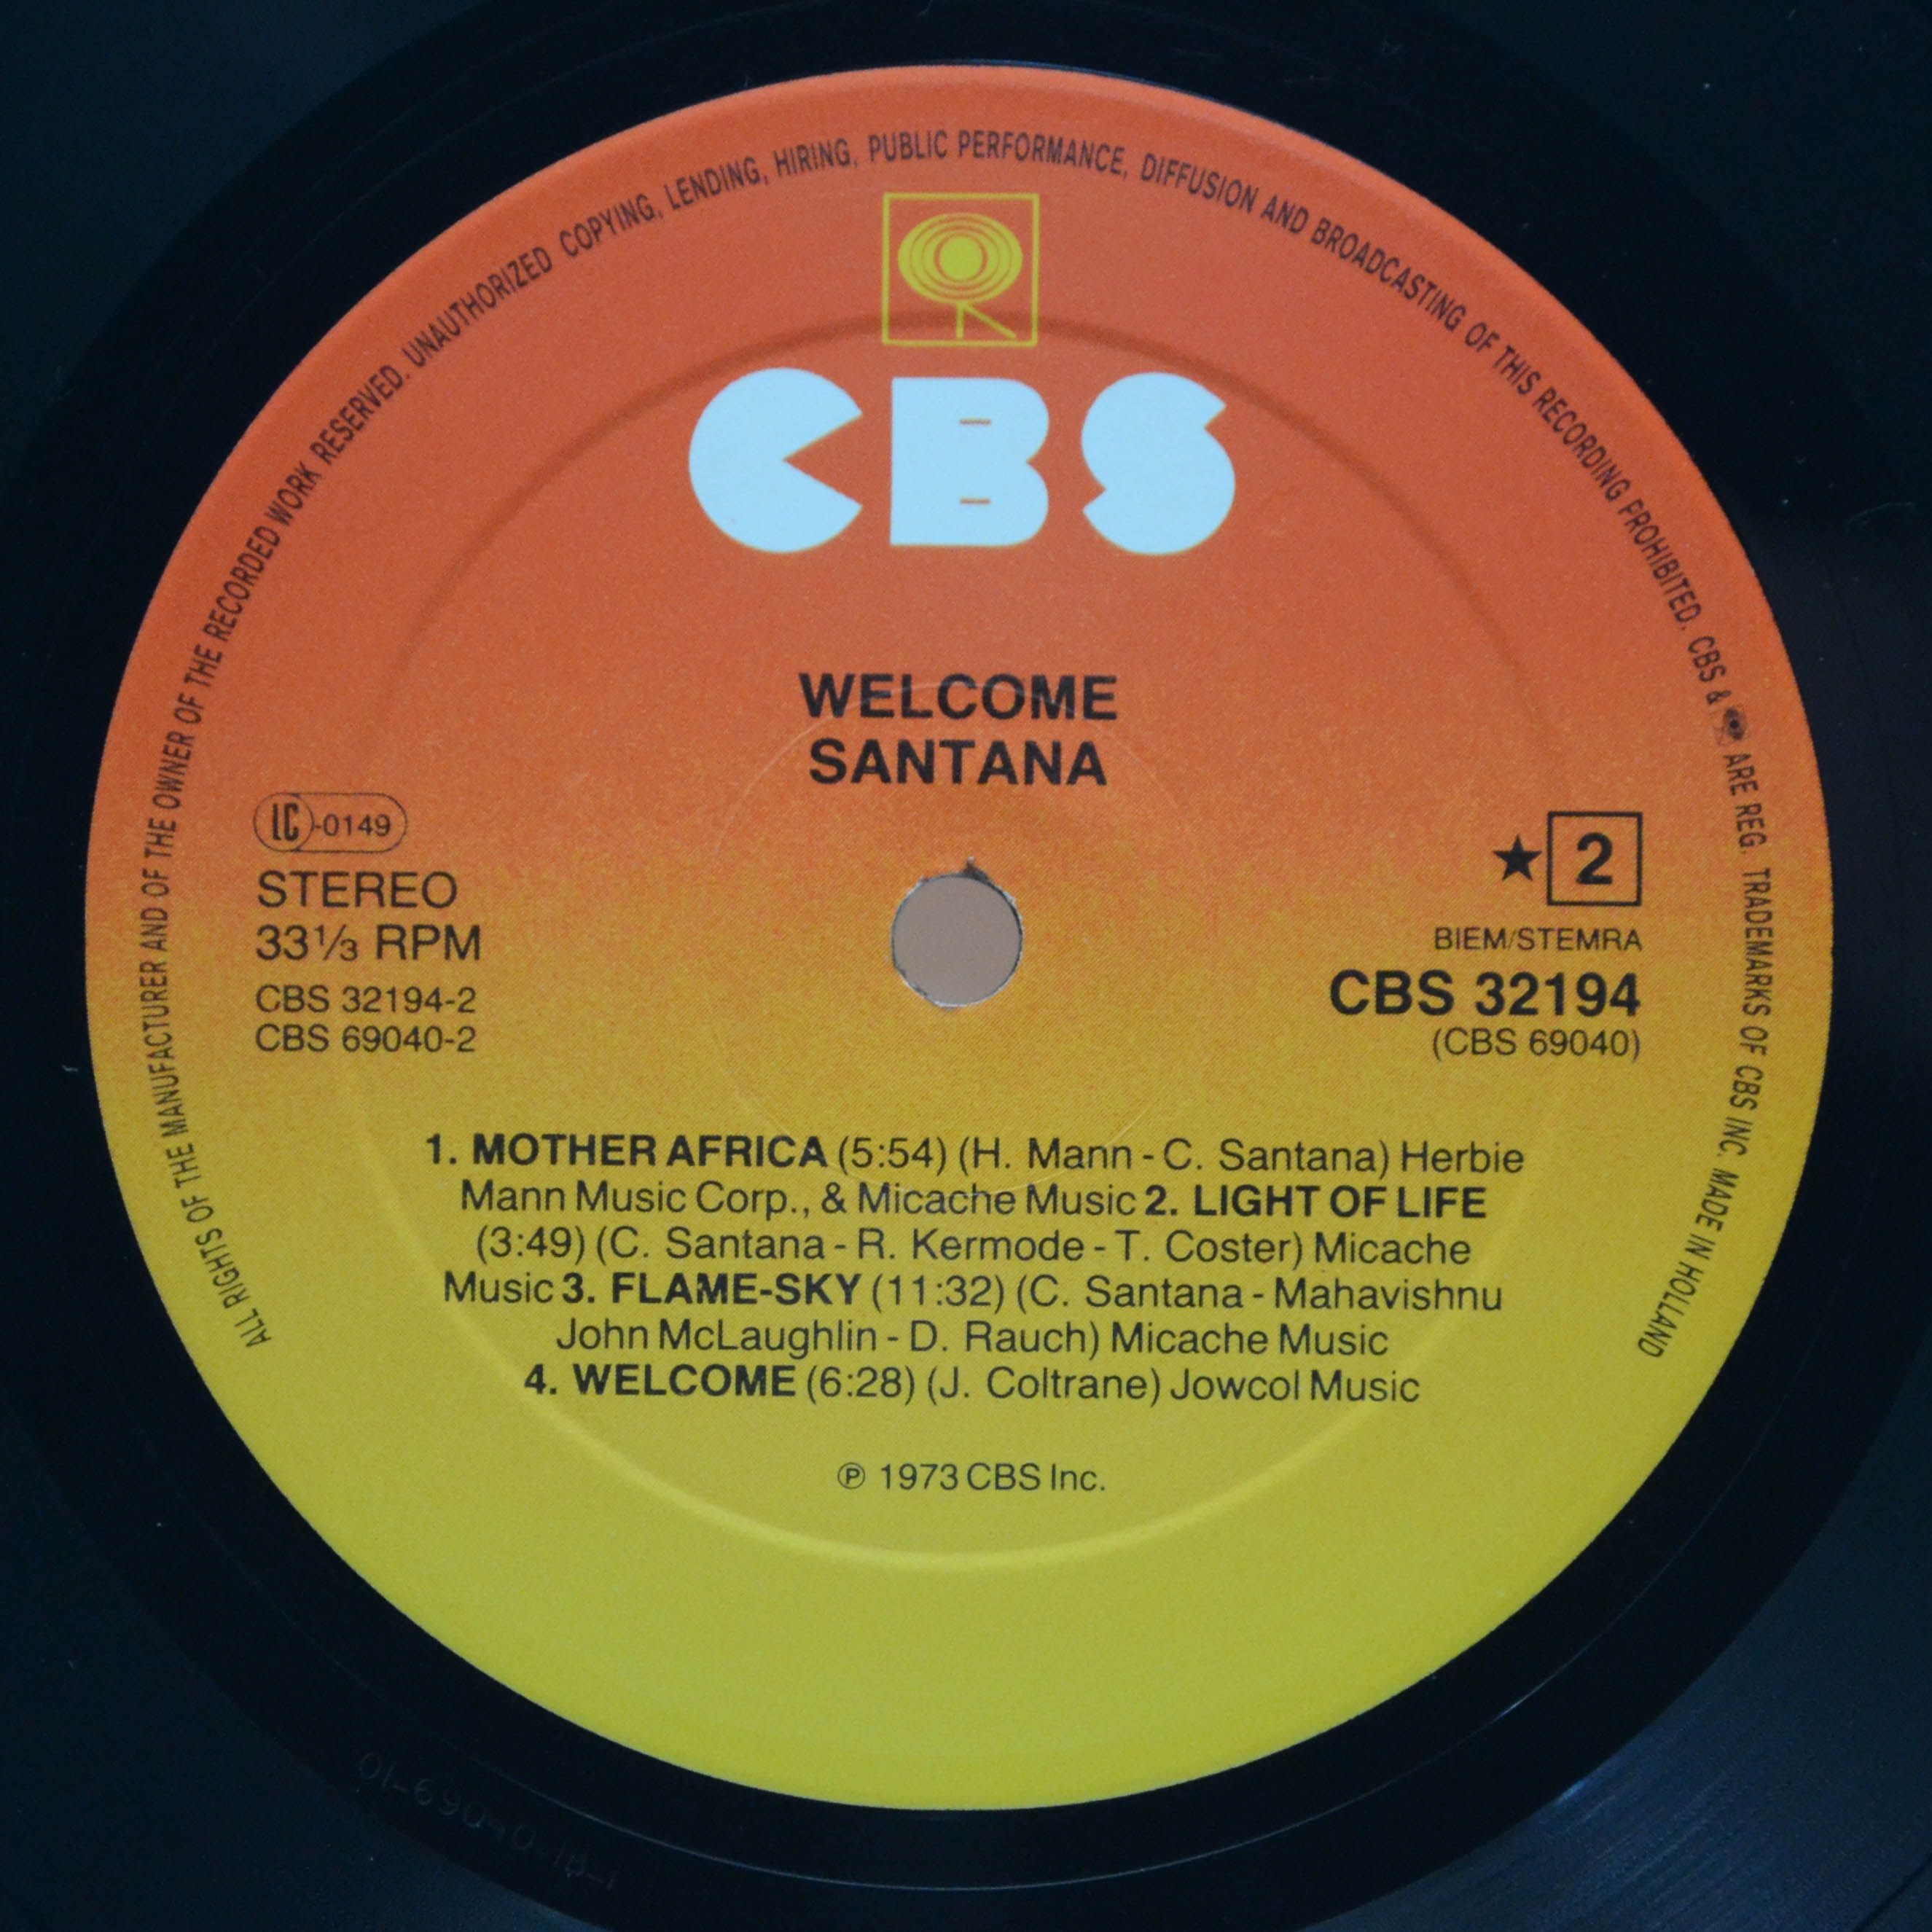 ALL RIGHTS OF THE MANUFACTURER AND OF THE OWNER OF THE RECORDED WORK RESERVED. UNAUTHORIZED COPYING, LENDING, HIRING, PUBLIC PERFORMANCE, DIFFUSION AND BROADCASTING OF THIS RECORDING FROHIBITED. CBS & ARE REG. TRADEMARKS OF CBS INC. MADE IN HOLLAND
CBS
WELCOME
SANTANA
LC-0149
STEREO
33⅓ RPM
CBS 32194-2
CBS 69040-2
★ 2
BIEM/STEMRA
CBS 32194
(CBS 69040)
1. MOTHER AFRICA (5:54) (H. Mann - C. Santana) Herbie
Mann Music Corp., & Micache Music 2. LIGHT OF LIFE
(3:49) (C. Santana - R. Kermode - T. Coster) Micache
Music 3. FLAME-SKY (11:32) (C. Santana - Mahavishnu
John McLaughlin - D. Rauch) Micache Music
4. WELCOME (6:28) (J. Coltrane) Jowcol Music
℗ 1973 CBS Inc.